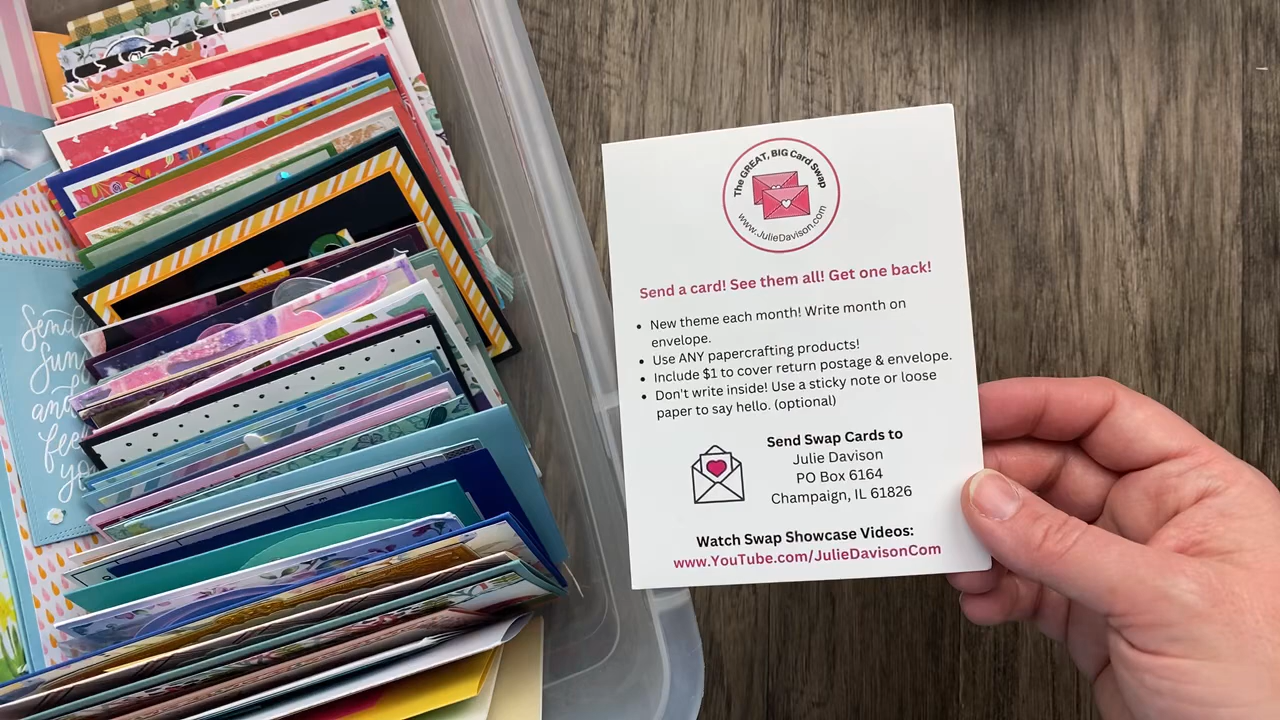 The GREAT, BIG Card Swap
www.JulieDavison.com
Send a card! See them all! Get one back!
• New theme each month! Write month on
envelope.
• Use ANY papercrafting products!
• Include $1 to cover return postage & envelope.
• Don't write inside! Use a sticky note or loose
paper to say hello. (optional)
Send Swap Cards to
Julie Davison
PO Box 6164
Champaign, IL 61826
Watch Swap Showcase Videos:
www.YouTube.com/JulieDavisonCom